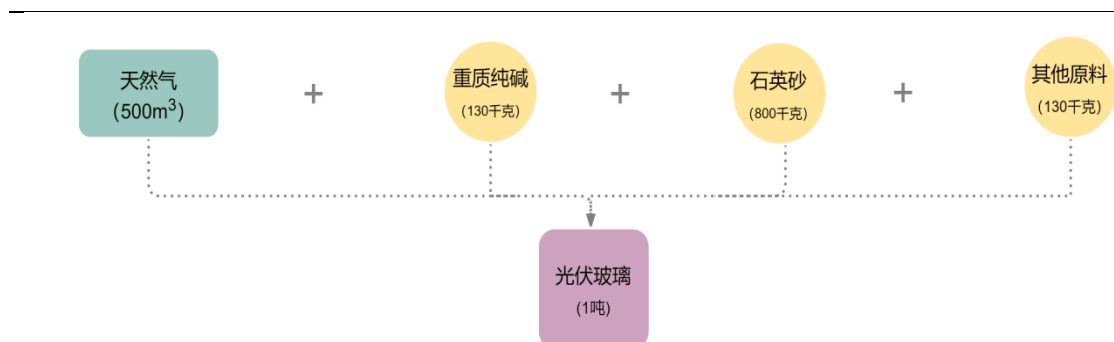 天然气
(500m³)
+
重质纯碱
(130千克)
+
石英砂
(800千克)
+
其他原料
(130千克)
光伏玻璃
(1吨)